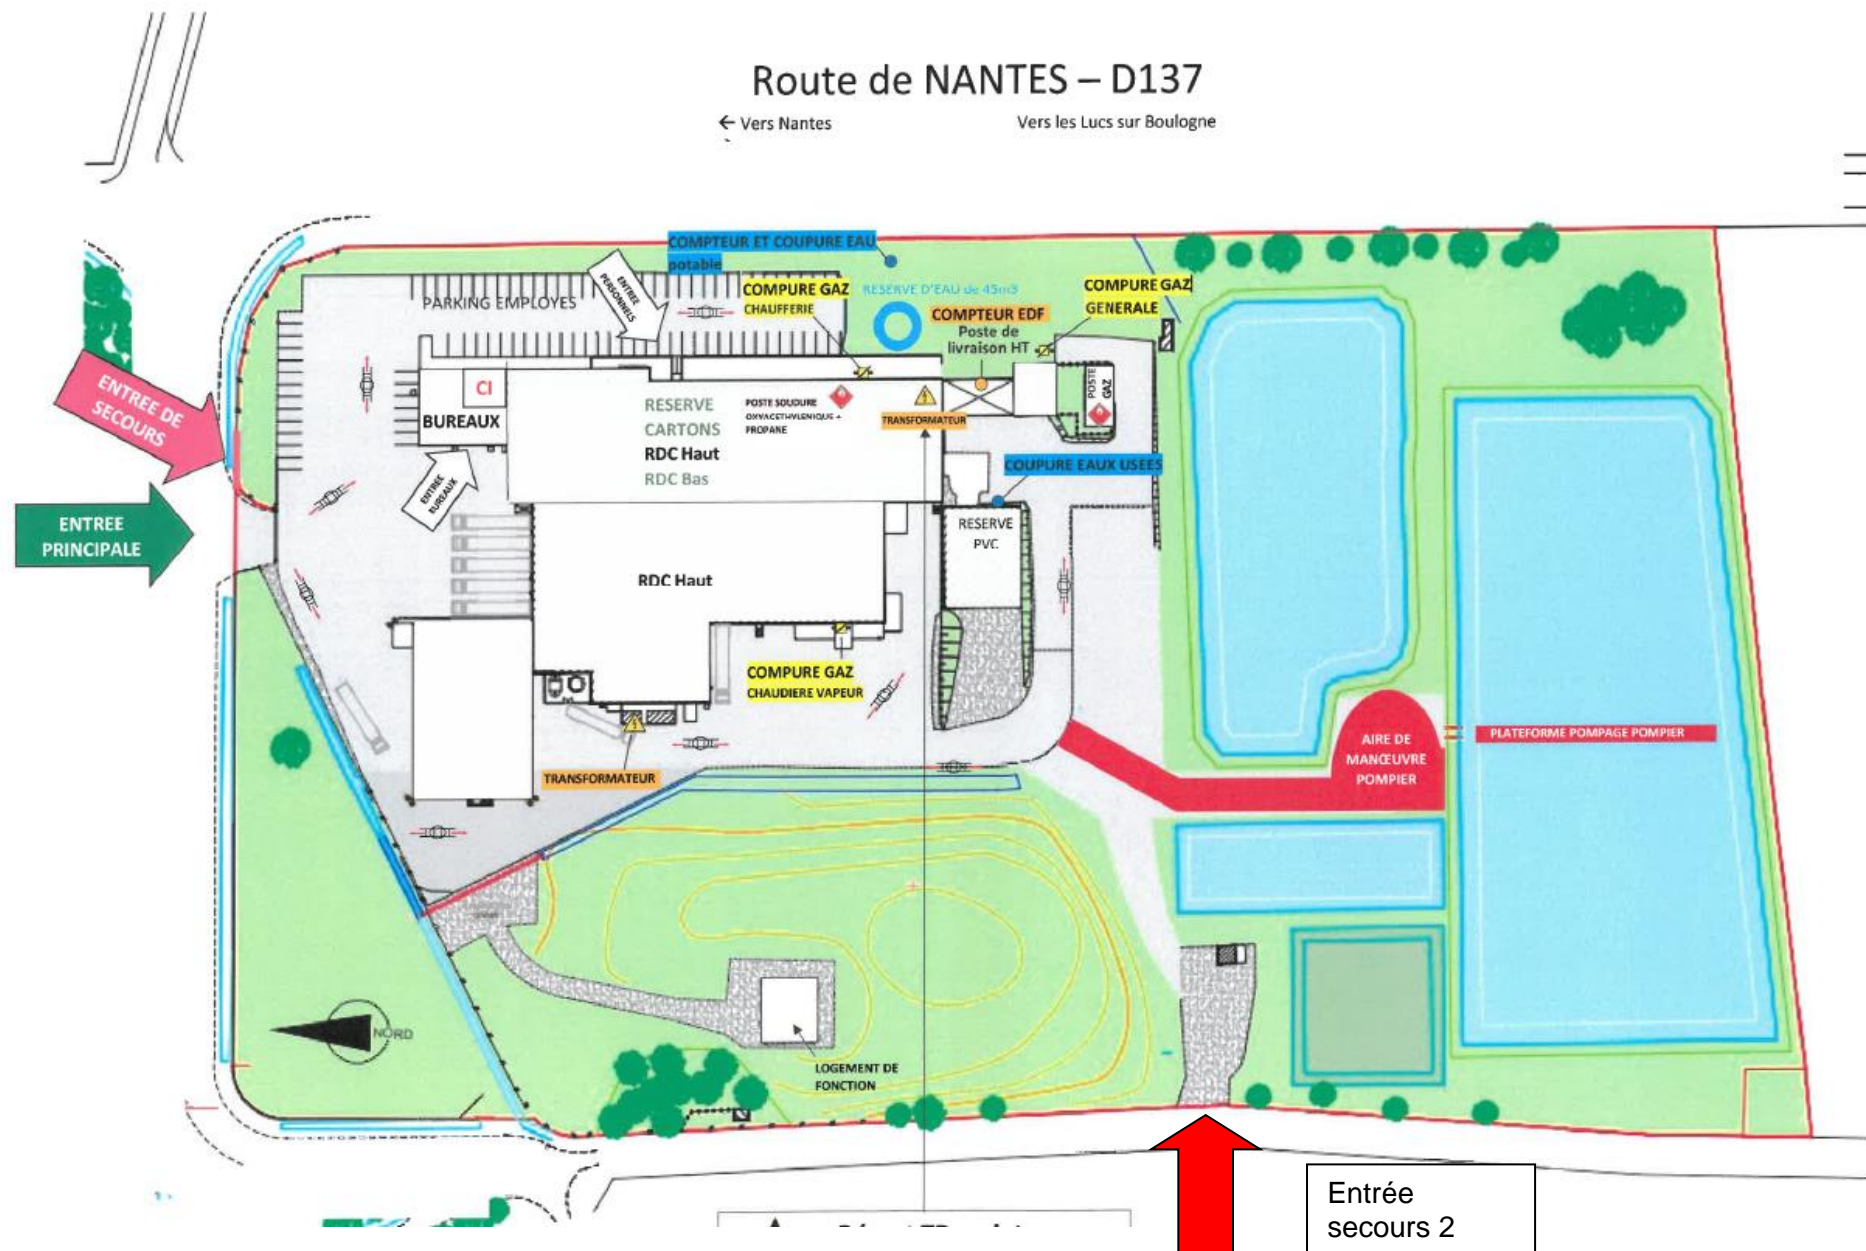 Route de NANTES – D137
← Vers Nantes
Vers les Lucs sur Boulogne
COMPTEUR ET COUPURE EAU
potable
ENTREE
PERSONNELS
PARKING EMPLOYES
COMPURE GAZ
CHAUFFERIE
RESERVE D'EAU de 45m3
COMPTEUR EDF
Poste de
livraison HT
COMPURE GAZ
GENERALE
POSTE
GAZ
ENTREE DE
SECOURS
CI
BUREAUX
RESERVE
CARTONS
RDC Haut
RDC Bas
POSTE SOUDURE
OXYACETHYLENIQUE +
PROPANE
TRANSFORMATEUR
ENTREE
BUREAUX
COUPURE EAUX USEES
ENTREE
PRINCIPALE
RESERVE
PVC
RDC Haut
COMPURE GAZ
CHAUDIERE VAPEUR
TRANSFORMATEUR
AIRE DE
MANŒUVRE
POMPIER
PLATEFORME POMPAGE POMPIER
NORD
LOGEMENT DE
FONCTION
Entrée
secours 2